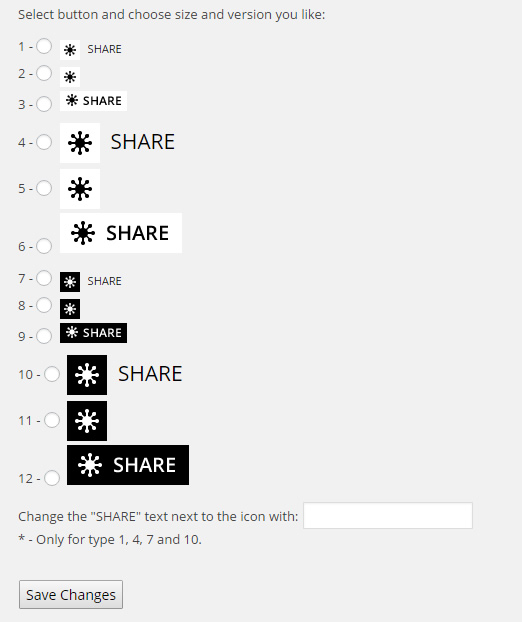 Select button and choose size and version you like:
1 - SHARE
2 -
3 - SHARE
4 - SHARE
5 -
6 - SHARE
7 - SHARE
8 -
9 - SHARE
10 - SHARE
11 -
12 - SHARE
Change the "SHARE" text next to the icon with:
* - Only for type 1, 4, 7 and 10.
Save Changes